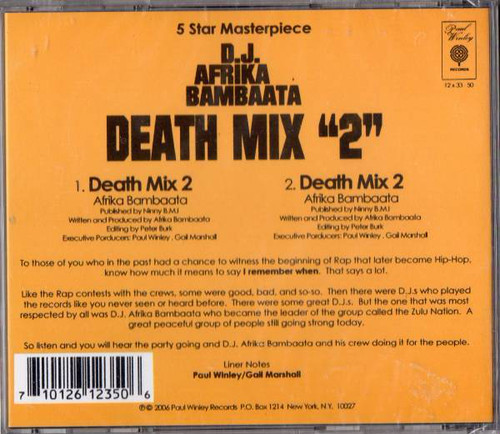 5 Star Masterpiece
D.J.
AFRIKA
BAMBAATA
DEATH MIX "2"
Paul Winley
RECORDS
12 x 33 50
1. Death Mix 2
Afrika Bambaata
Published by Ninny B.M.I
Written and Produced by Afrika Bambaata
Editing by Peter Burk
Executive Porducers: Paul Winley . Gail Marshall
2. Death Mix 2
Afrika Bambaata
Published by Ninny B.M.I
Written and Produced by Afrika Bambaata
Editing by Peter Burk
Executive Porducers: Paul Winley . Gail Marshall
To those of you who in the past had a chance to witness the beginning of Rap that later became Hip-Hop,
know how much it means to say I remember when. That says a lot.
Like the Rap contests with the crews, some were good, bad, and so-so. Then there were D.J.s who played
the records like you never seen or heard before. There were some great D.J.s. But the one that was most
respected by all was D.J. Afrika Bambaata who became the leader of the group called the Zulu Nation. A
great peaceful group of people still going strong today.
So listen and you will hear the party going and D.J. Afrika Bambaata and his crew doing it for the people.
Liner Notes
Paul Winley/Gail Marshall
7 10126 12350 6
℗© 2006 Paul Winley Records P.O. Box 1214 New York, N.Y. 10027